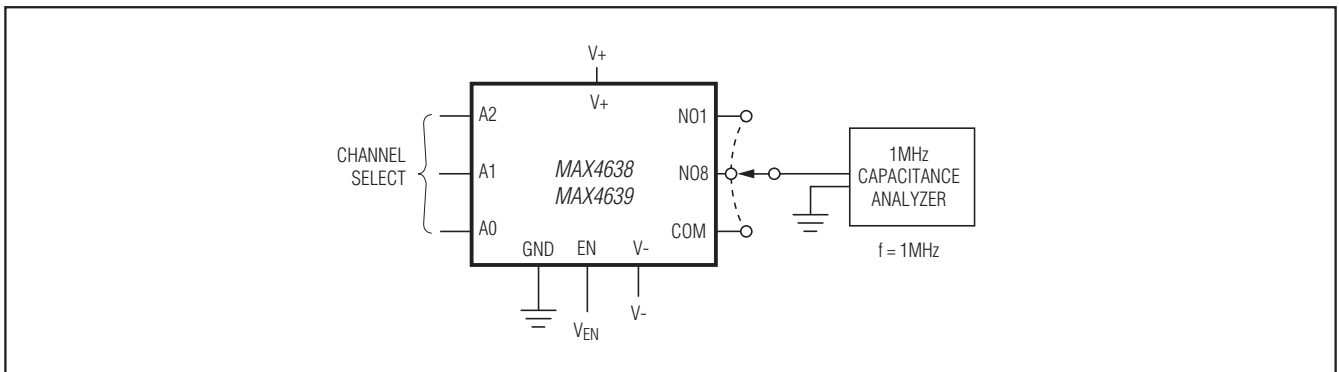 V+
V+
A2
NO1
CHANNEL
SELECT
A1
MAX4638
MAX4639
NO8
1MHz
CAPACITANCE
ANALYZER
A0
COM
GND EN V-
f = 1MHz
VEN
V-